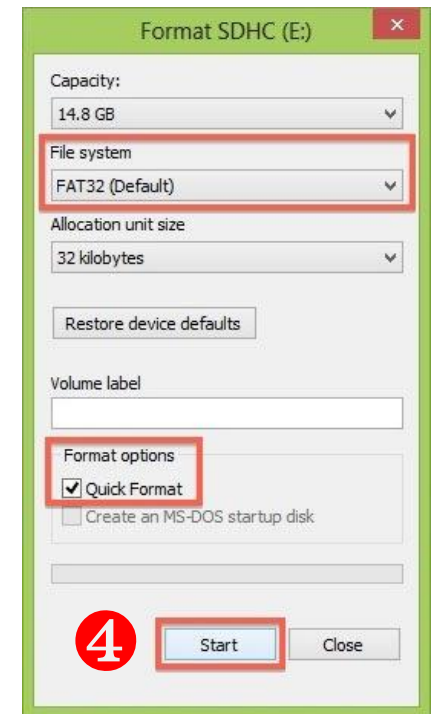 Format SDHC (E:)
×
Capacity:
14.8 GB
File system
FAT32 (Default)
Allocation unit size
32 kilobytes
Restore device defaults
Volume label
Format options
Quick Format
Create an MS-DOS startup disk
4 Start Close